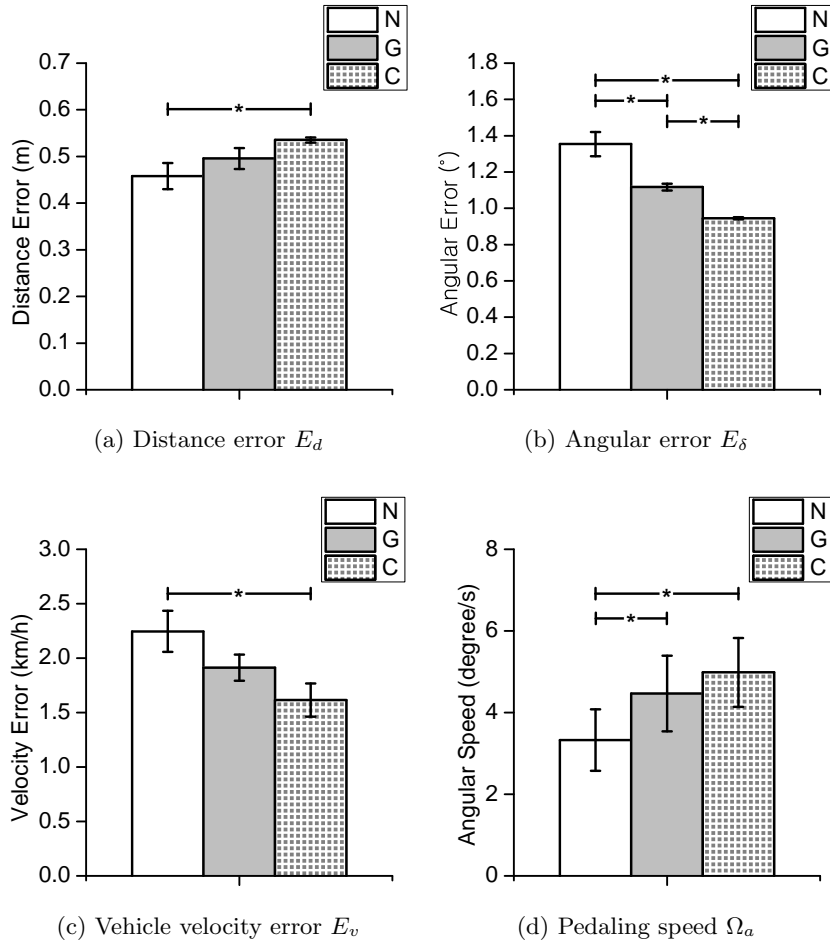 N
G
C
0.7
0.6
0.5
0.4
0.3
0.2
0.1
0.0
Distance Error (m)
*
(a) Distance error E_d
N
G
C
1.8
1.6
1.4
1.2
1.0
0.8
0.6
0.4
0.2
0.0
Angular Error (°)
*
*
*
(b) Angular error E_δ
N
G
C
3.0
2.5
2.0
1.5
1.0
0.5
0.0
Velocity Error (km/h)
*
(c) Vehicle velocity error E_v
N
G
C
8
6
4
2
0
Angular Speed (degree/s)
*
*
(d) Pedaling speed Ω_a